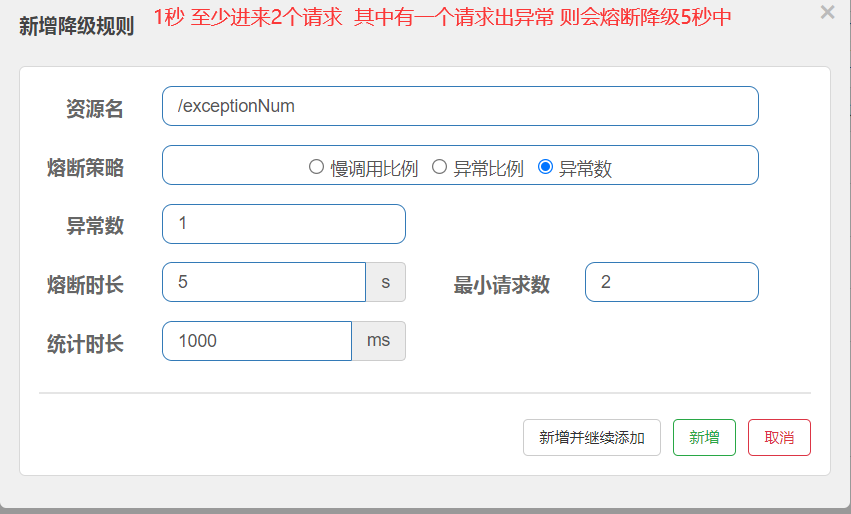 新增降级规则 1秒 至少进来2个请求 其中有一个请求出异常 则会熔断降级5秒中 ×
资源名 /exceptionNum
熔断策略 慢调用比例 异常比例 异常数
异常数 1
熔断时长 5 s 最小请求数 2
统计时长 1000 ms
新增并继续添加 新增 取消